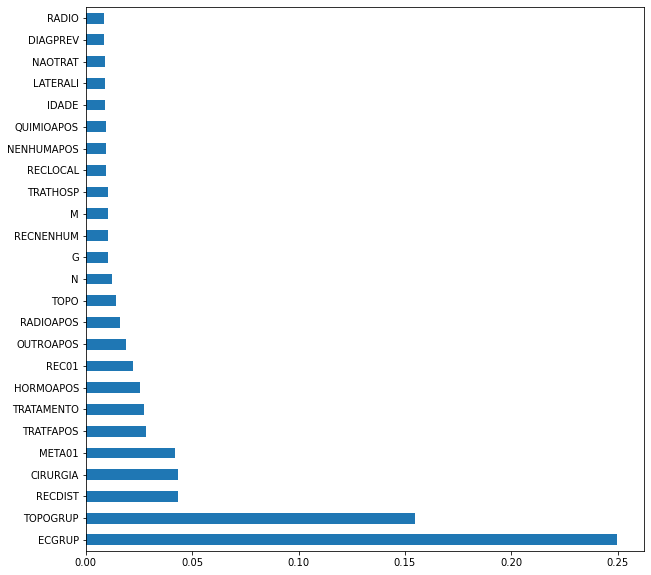 RADIO
DIAGPREV
NAOTRAT
LATERALI
IDADE
QUIMIOAPOS
NENHUMAPOS
RECLOCAL
TRATHOSP
M
RECNENHUM
G
N
TOPO
RADIOAPOS
OUTROAPOS
REC01
HORMOAPOS
TRATAMENTO
TRATFAPOS
META01
CIRURGIA
RECDIST
TOPOGRUP
ECGRUP
0.00 0.05 0.10 0.15 0.20 0.25